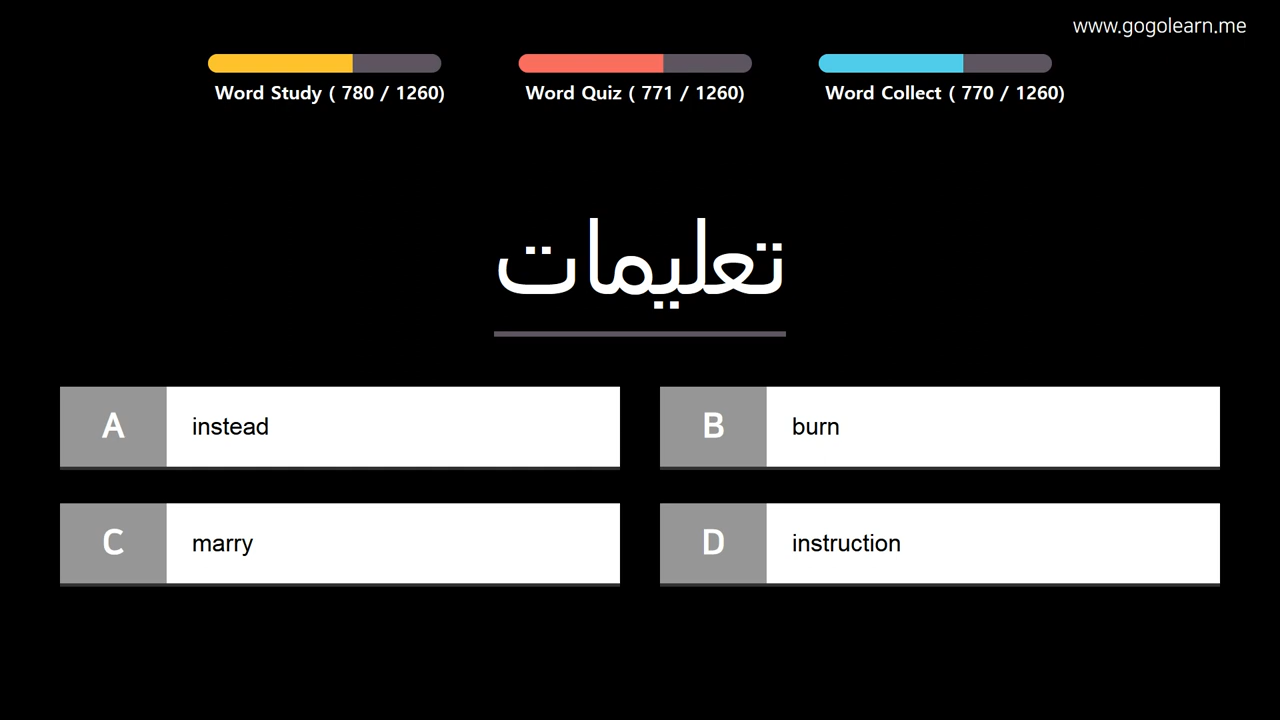 www.gogolearn.me
Word Study ( 780 / 1260)
Word Quiz ( 771 / 1260)
Word Collect ( 770 / 1260)
تعليمات
A instead
B burn
C marry
D instruction